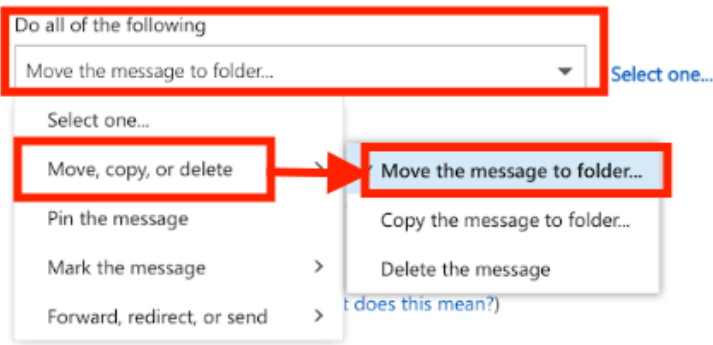 Do all of the following
Move the message to folder...
Select one...
Select one...
Move, copy, or delete
Move the message to folder...
Pin the message
Copy the message to folder...
Mark the message
Delete the message
does this mean?)
Forward, redirect, or send